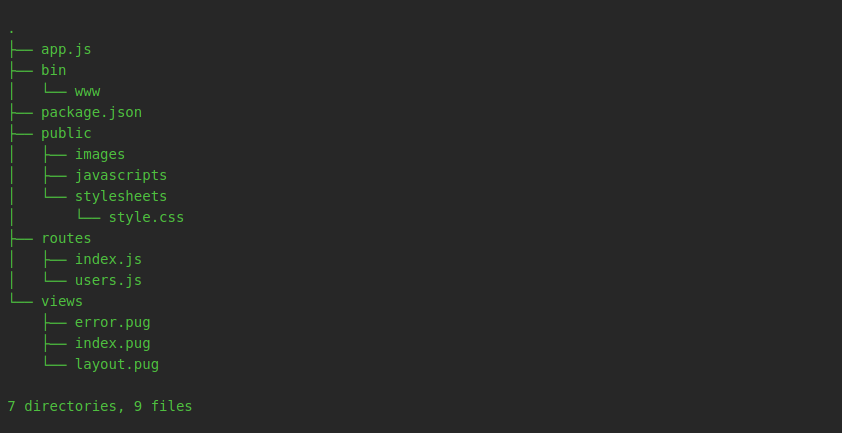 .
├── app.js
├── bin
│   └── www
├── package.json
├── public
│   ├── images
│   ├── javascripts
│   └── stylesheets
│       └── style.css
├── routes
│   ├── index.js
│   └── users.js
└── views
    ├── error.pug
    ├── index.pug
    └── layout.pug

7 directories, 9 files